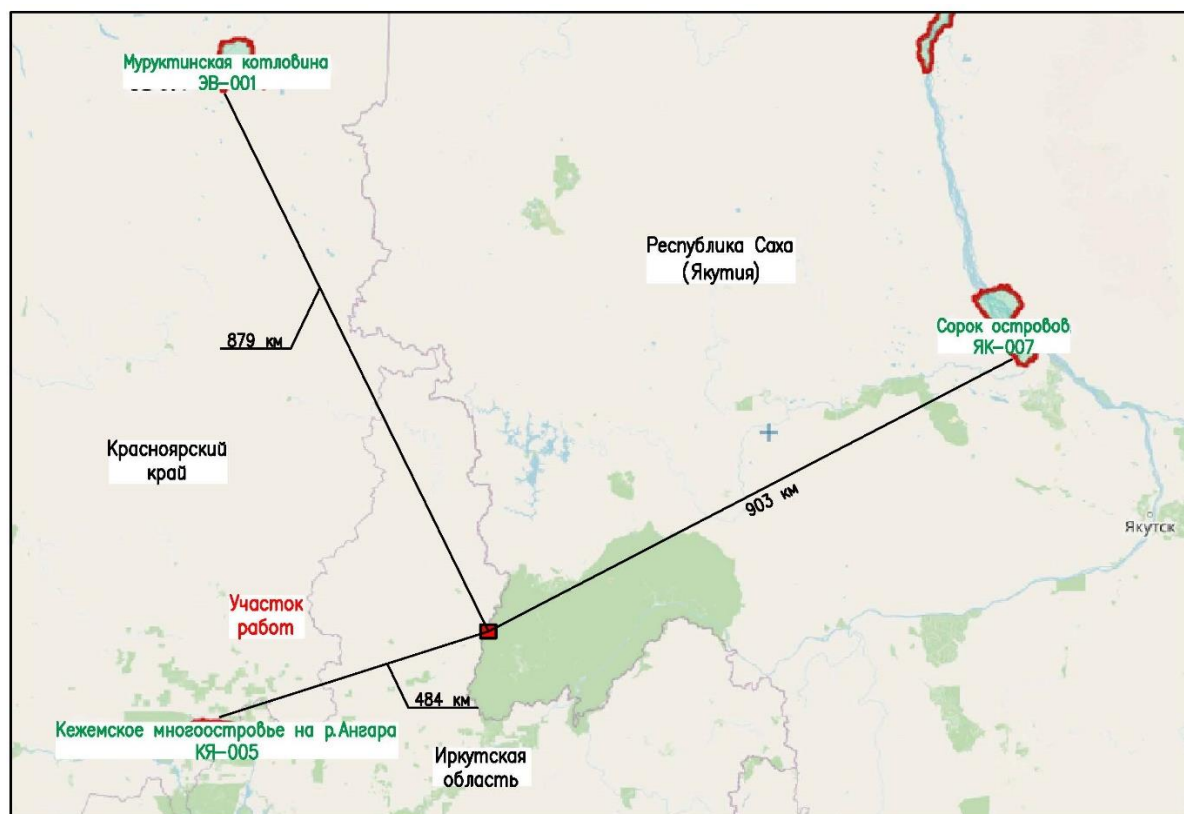 Муруктинская котловина
ЭВ-001
Республика Саха
(Якутия)
Сорок островов
ЯК-007
879 км
Красноярский
край
903 км
Якутск
Участок
работ
484 км
Кежемское многоостровье на р.Ангара
КЯ-005
Иркутская
область